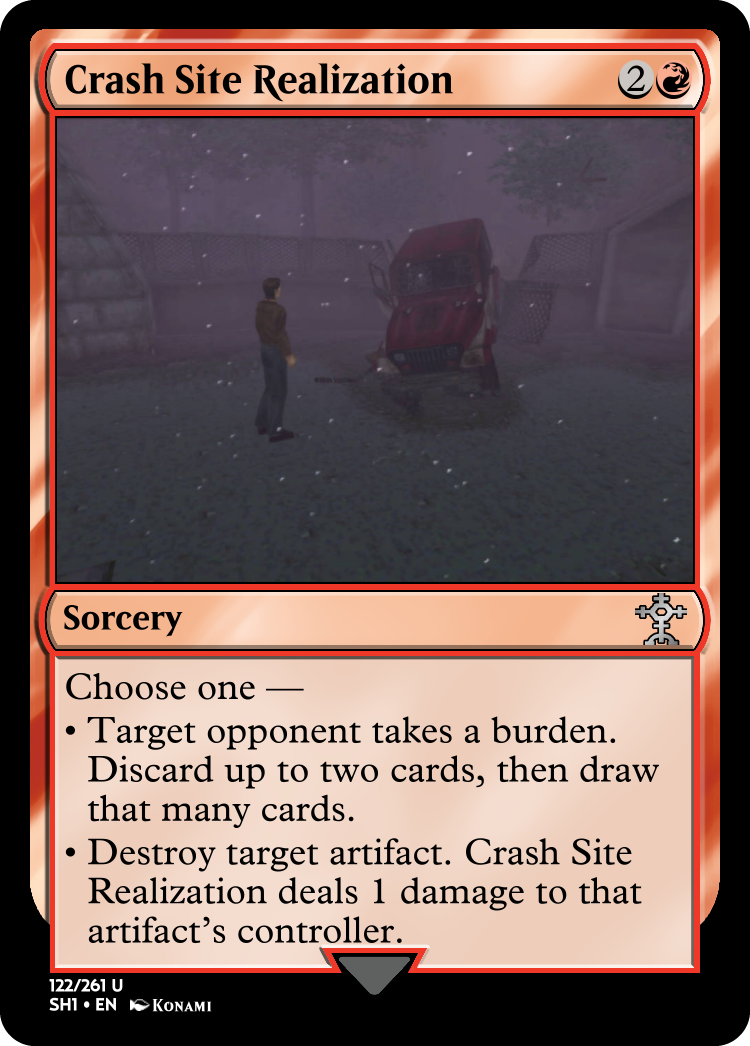 Crash Site Realization 2
Sorcery
Choose one —
• Target opponent takes a burden.
Discard up to two cards, then draw
that many cards.
• Destroy target artifact. Crash Site
Realization deals 1 damage to that
artifact's controller.
122/261 U
SH1 • EN KONAMI